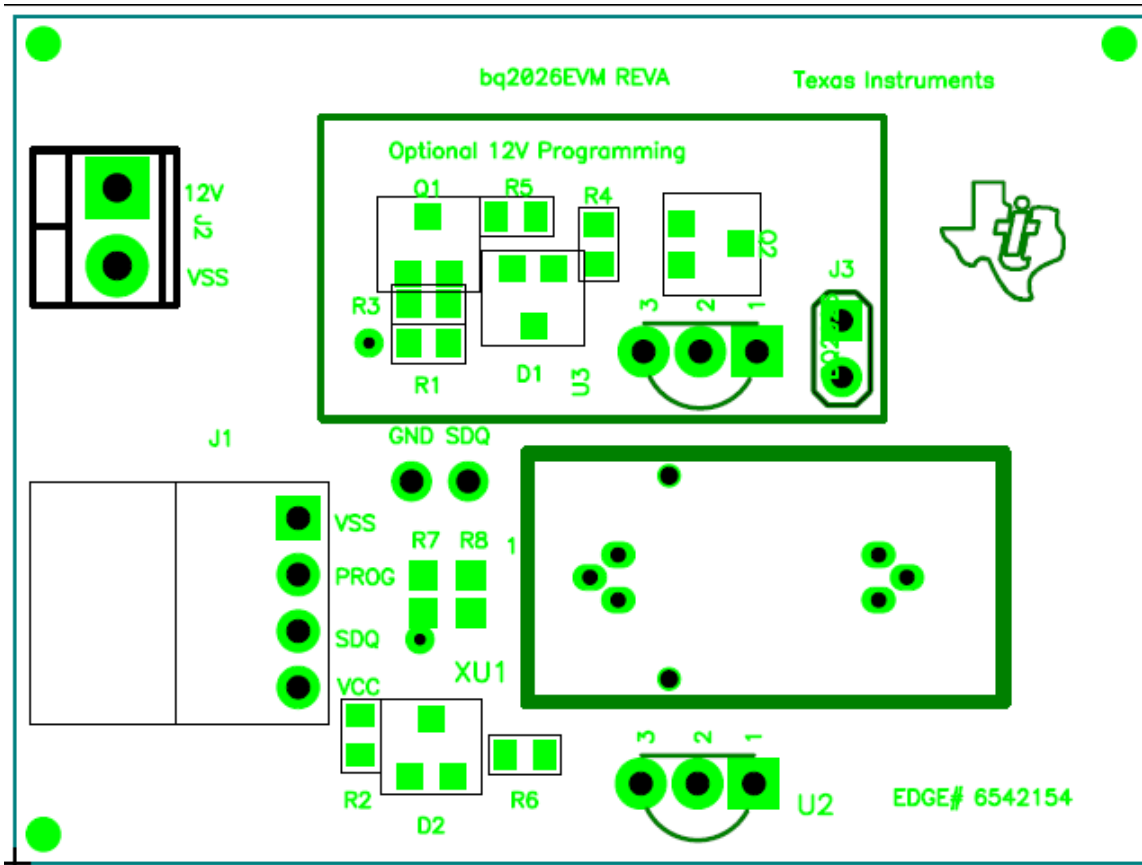 bq2026EVM REVA
Texas Instruments
Optional 12V Programming
Q1
R5
R4
12V
J2
VSS
Q2
J3
R3
3
2
1
R1
D1
U3
J1
GND SDQ
VSS
R7
R8
1
PROG
SDQ
XU1
VCC
3
2
1
R2
D2
R6
U2
EDGE# 6542154